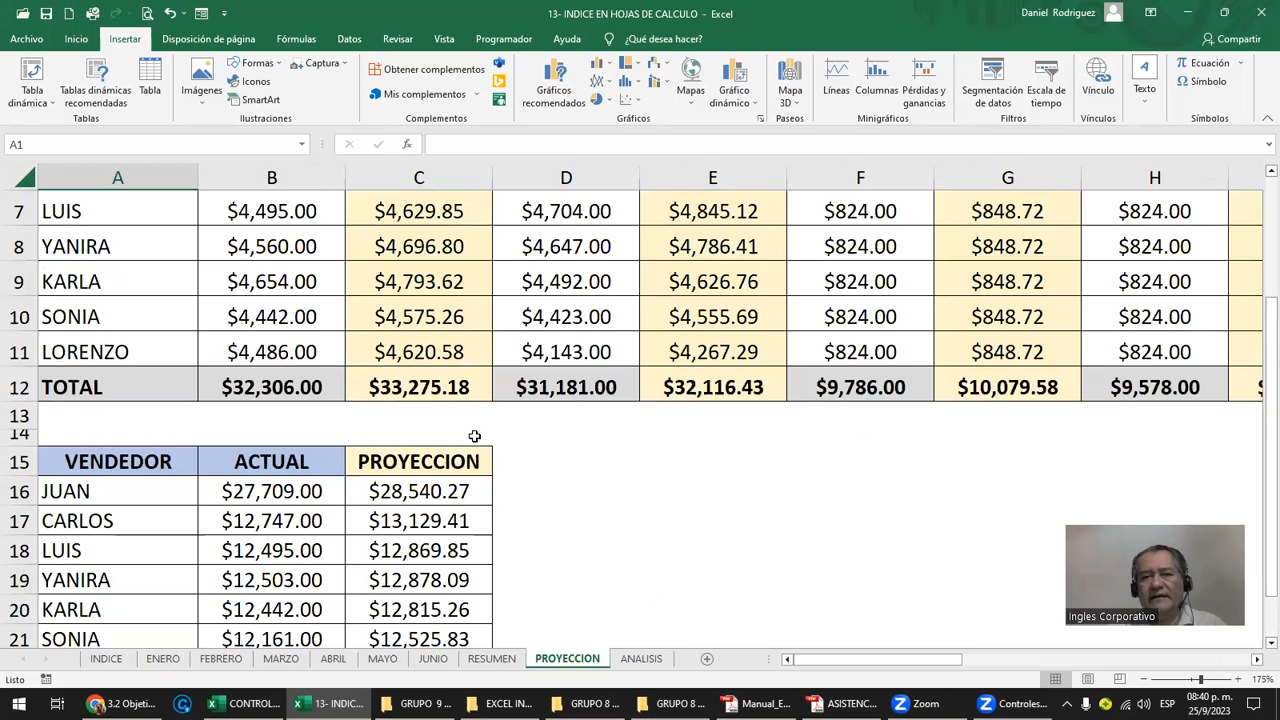 13- INDICE EN HOJAS DE CALCULO - Excel
Daniel Rodriguez
Archivo Inicio Insertar Disposición de página Fórmulas Datos Revisar Vista Programador Ayuda ¿Qué desea hacer? Compartir
Tabla dinámica
Tablas dinámicas recomendadas
Tabla
Tablas
Imágenes
Formas
Iconos
SmartArt
Captura
Ilustraciones
Obtener complementos
Mis complementos
Complementos
Gráficos recomendados
Mapas
Gráfico dinámico
Gráficos
Mapa 3D
Paseos
Líneas
Columnas
Pérdidas y ganancias
Minigráficos
Segmentación de datos
Escala de tiempo
Filtros
Vínculo
Vínculos
Texto
Ecuación
Símbolo
Símbolos
A1 fx
A B C D E F G H
7 LUIS $4,495.00 $4,629.85 $4,704.00 $4,845.12 $824.00 $848.72 $824.00
8 YANIRA $4,560.00 $4,696.80 $4,647.00 $4,786.41 $824.00 $848.72 $824.00
9 KARLA $4,654.00 $4,793.62 $4,492.00 $4,626.76 $824.00 $848.72 $824.00
10 SONIA $4,442.00 $4,575.26 $4,423.00 $4,555.69 $824.00 $848.72 $824.00
11 LORENZO $4,486.00 $4,620.58 $4,143.00 $4,267.29 $824.00 $848.72 $824.00
12 TOTAL $32,306.00 $33,275.18 $31,181.00 $32,116.43 $9,786.00 $10,079.58 $9,578.00
13
14
15 VENDEDOR ACTUAL PROYECCION
16 JUAN $27,709.00 $28,540.27
17 CARLOS $12,747.00 $13,129.41
18 LUIS $12,495.00 $12,869.85
19 YANIRA $12,503.00 $12,878.09
20 KARLA $12,442.00 $12,815.26
21 SONIA $12,161.00 $12,525.83
Ingles Corporativo
INDICE ENERO FEBRERO MARZO ABRIL MAYO JUNIO RESUMEN PROYECCION ANALISIS
Listo
175%
3.2 Objeti... CONTROL... 13- INDIC... GRUPO 9 ... EXCEL IN... GRUPO 8 ... GRUPO 8 ... Manual_E... ASISTENC... Zoom Controles... ESP
08:40 p. m.
25/9/2023